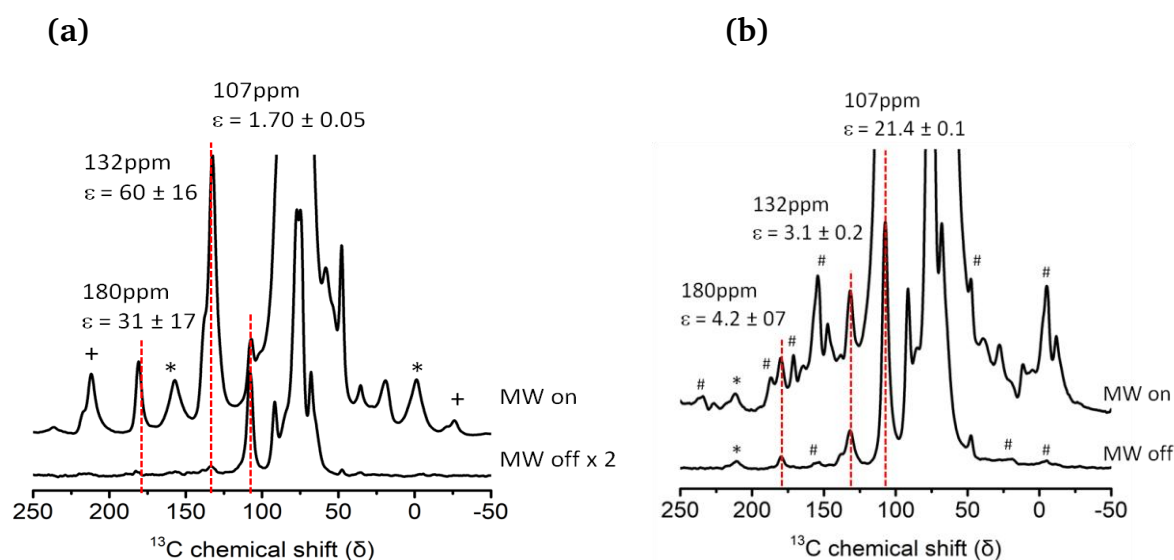 (a)
107ppm
ε = 1.70 ± 0.05
132ppm
ε = 60 ± 16
180ppm
ε = 31 ± 17
+
*
*
+
MW on
MW off x 2
250 200 150 100 50 0 -50
¹³C chemical shift (δ)
(b)
107ppm
ε = 21.4 ± 0.1
132ppm
ε = 3.1 ± 0.2
#
#
#
180ppm
ε = 4.2 ± 07
#
#
#
*
MW on
*
#
#
#
MW off
250 200 150 100 50 0 -50
¹³C chemical shift (δ)